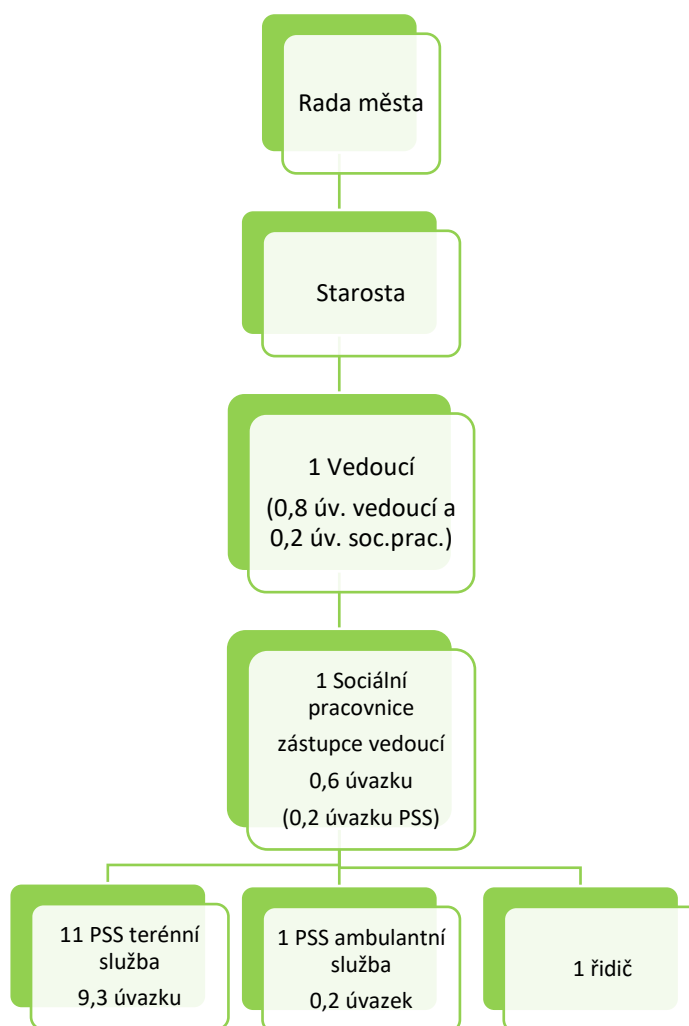 Rada města
Starosta
1 Vedoucí
(0,8 úv. vedoucí a
0,2 úv. soc.prac.)
1 Sociální
pracovnice
zástupce vedoucí
0,6 úvazku
(0,2 úvazku PSS)
11 PSS terénní
služba
9,3 úvazku
1 PSS ambulantní
služba
0,2 úvazek
1 řidič